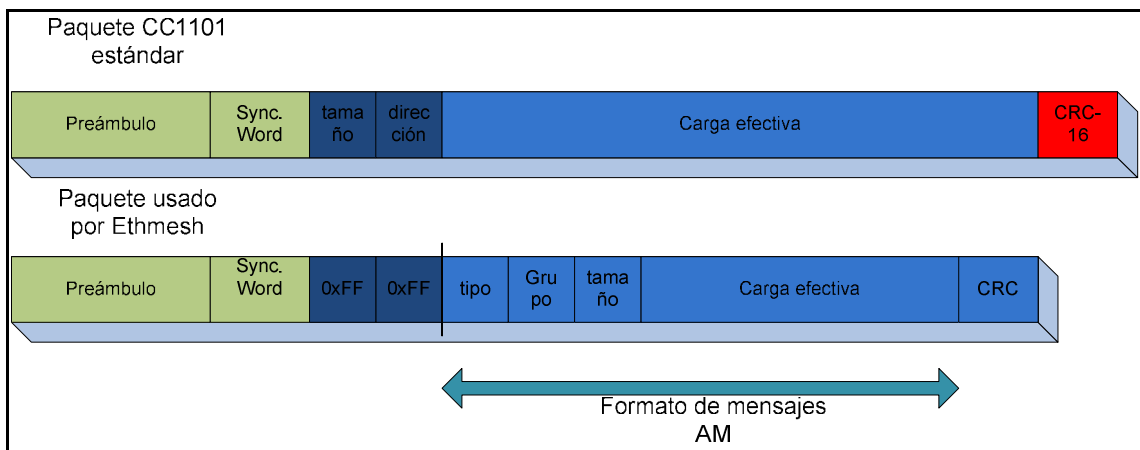 Paquete CC1101
estándar
Preámbulo
Sync.
Word
tama
ño
direc
ción
Carga efectiva
CRC-
16
Paquete usado
por Ethmesh
Preámbulo
Sync.
Word
0xFF
0xFF
tipo
Gru
po
tama
ño
Carga efectiva
CRC
Formato de mensajes
AM